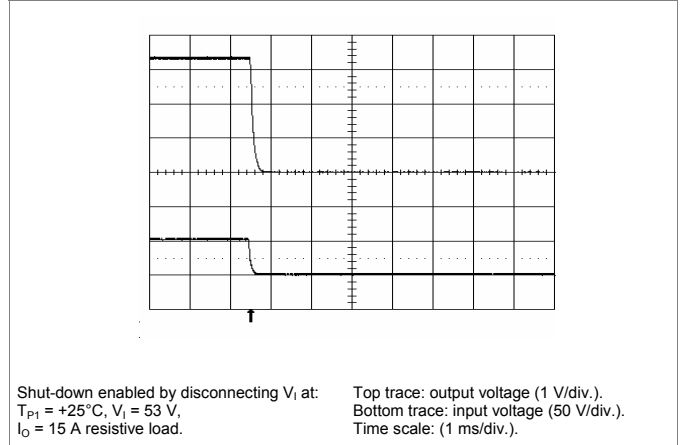 Shut-down enabled by disconnecting VI at:
TP1 = +25°C, VI = 53 V,
IO = 15 A resistive load.
Top trace: output voltage (1 V/div.).
Bottom trace: input voltage (50 V/div.).
Time scale: (1 ms/div.).